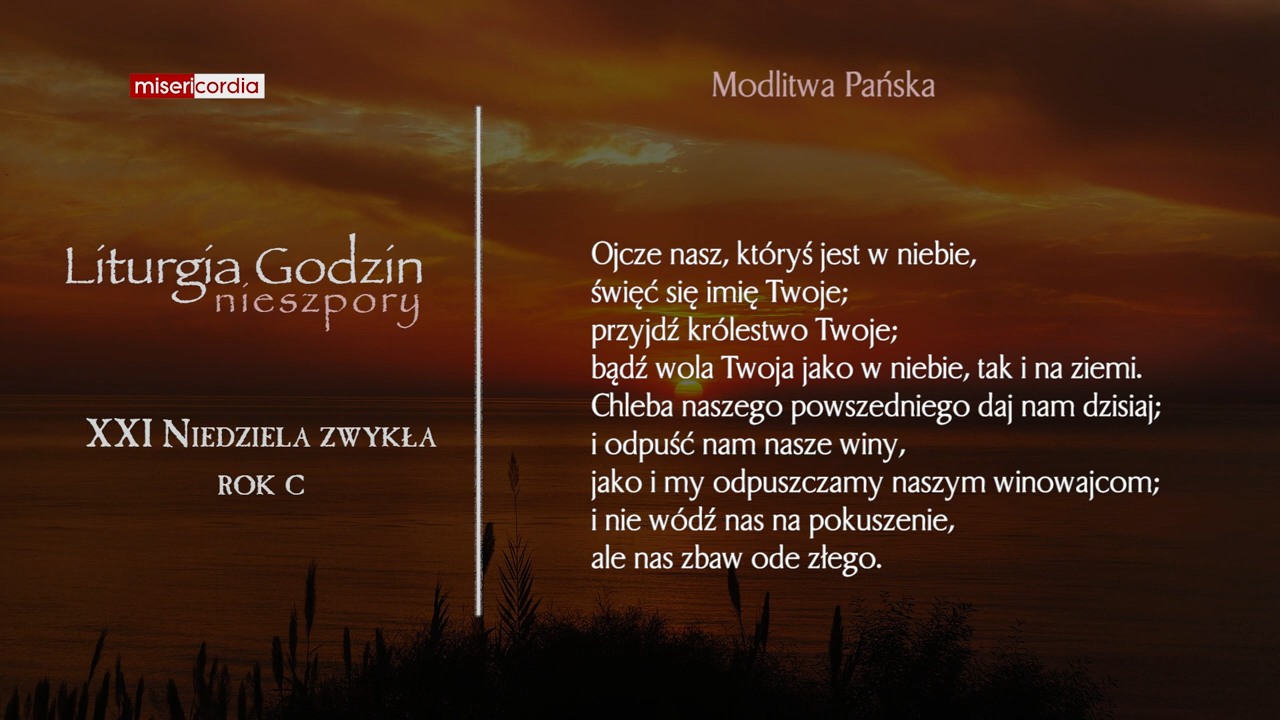 misericordia
Liturgia Godzin
nieszpory
XXI Niedziela zwykła
rok C
Modlitwa Pańska
Ojcze nasz, któryś jest w niebie,
święć się imię Twoje;
przyjdź królestwo Twoje;
bądź wola Twoja jako w niebie, tak i na ziemi.
Chleba naszego powszedniego daj nam dzisiaj;
i odpuść nam nasze winy,
jako i my odpuszczamy naszym winowajcom;
i nie wódź nas na pokuszenie,
ale nas zbaw ode złego.